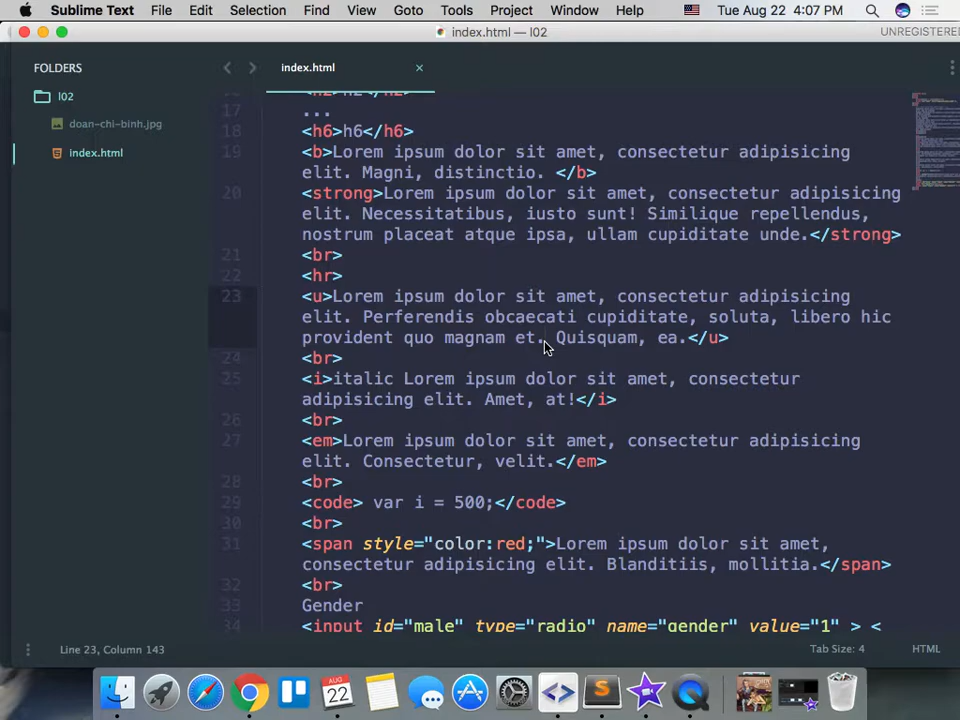 Sublime Text File Edit Selection Find View Goto Tools Project Window Help Tue Aug 22 4:07 PM
index.html — l02 UNREGISTERED
FOLDERS
l02
doan-chi-binh.jpg
index.html
index.html
17 ...
18 <h6>h6</h6>
19 <b>Lorem ipsum dolor sit amet, consectetur adipisicing
elit. Magni, distinctio. </b>
20 <strong>Lorem ipsum dolor sit amet, consectetur adipisicing
elit. Necessitatibus, iusto sunt! Similique repellendus,
nostrum placeat atque ipsa, ullam cupiditate unde.</strong>
21 <br>
22 <hr>
23 <u>Lorem ipsum dolor sit amet, consectetur adipisicing
elit. Perferendis obcaecati cupiditate, soluta, libero hic
provident quo magnam et. Quisquam, ea.</u>
24 <br>
25 <i>italic Lorem ipsum dolor sit amet, consectetur
adipisicing elit. Amet, at!</i>
26 <br>
27 <em>Lorem ipsum dolor sit amet, consectetur adipisicing
elit. Consectetur, velit.</em>
28 <br>
29 <code> var i = 500;</code>
30 <br>
31 <span style="color:red;">Lorem ipsum dolor sit amet,
consectetur adipisicing elit. Blanditiis, mollitia.</span>
32 <br>
33 Gender
34 <input id="male" type="radio" name="gender" value="1" > <
Line 23, Column 143 Tab Size: 4 HTML
AUG
22